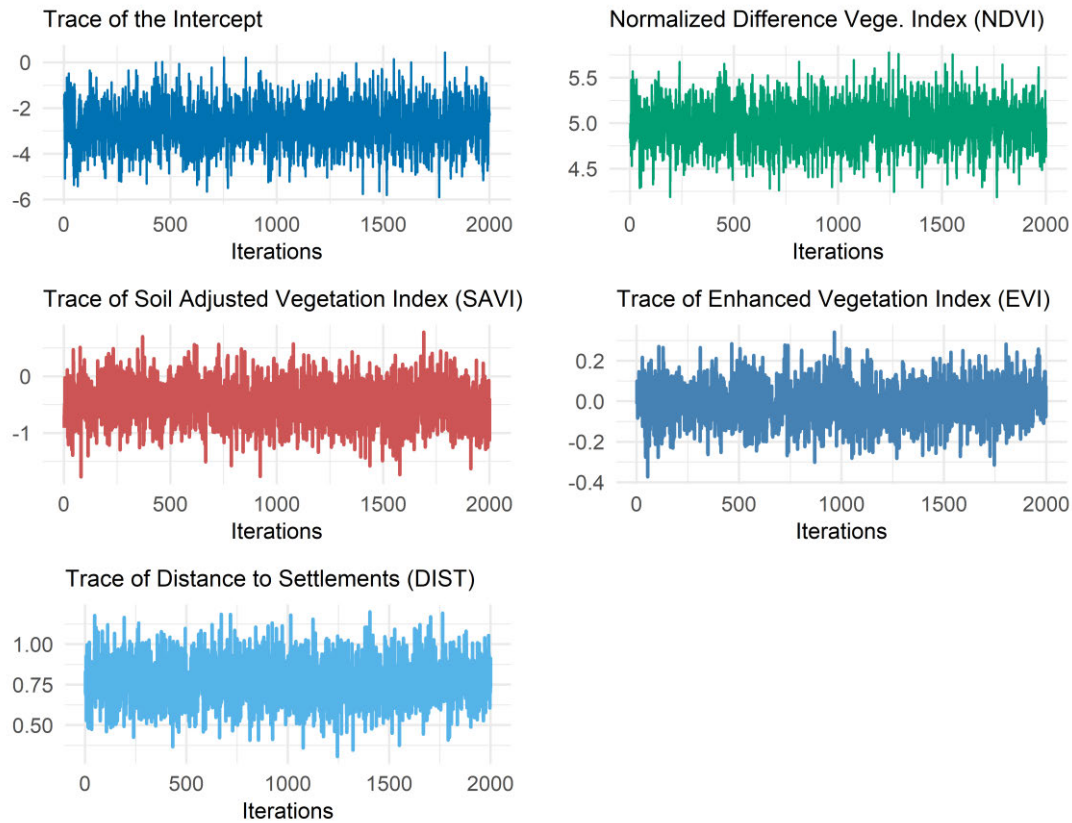 Trace of the Intercept
0
-2
-4
-6
0 500 1000 1500 2000
Iterations
Normalized Difference Vege. Index (NDVI)
5.5
5.0
4.5
0 500 1000 1500 2000
Iterations
Trace of Soil Adjusted Vegetation Index (SAVI)
0
-1
0 500 1000 1500 2000
Iterations
Trace of Enhanced Vegetation Index (EVI)
0.2
0.0
-0.2
-0.4
0 500 1000 1500 2000
Iterations
Trace of Distance to Settlements (DIST)
1.00
0.75
0.50
0 500 1000 1500 2000
Iterations